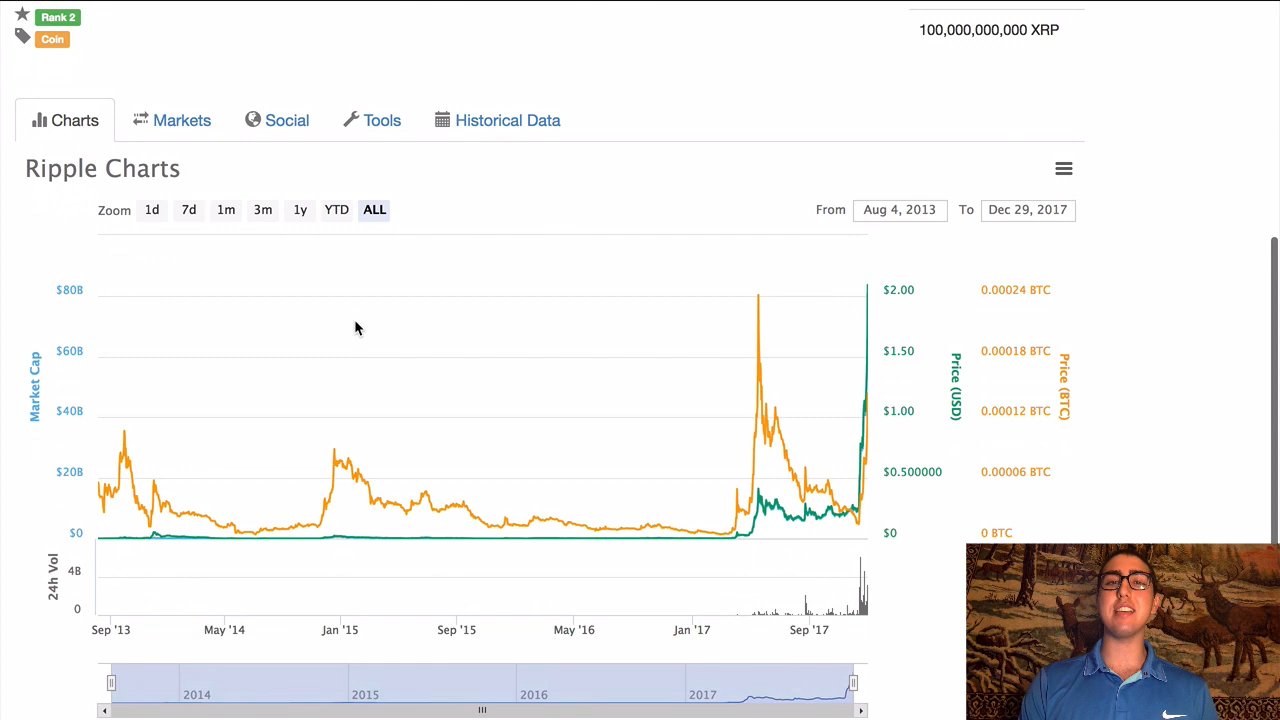 Rank 2
Coin
100,000,000,000 XRP
Charts Markets Social Tools Historical Data
Ripple Charts
Zoom 1d 7d 1m 3m 1y YTD ALL From Aug 4, 2013 To Dec 29, 2017
$80B $2.00 0.00024 BTC
$60B $1.50 0.00018 BTC
Market Cap
Price (USD)
Price (BTC)
$40B $1.00 0.00012 BTC
$20B $0.500000 0.00006 BTC
$0 $0 0 BTC
24h Vol
4B
0
Sep '13 May '14 Jan '15 Sep '15 May '16 Jan '17 Sep '17
2014 2015 2016 2017